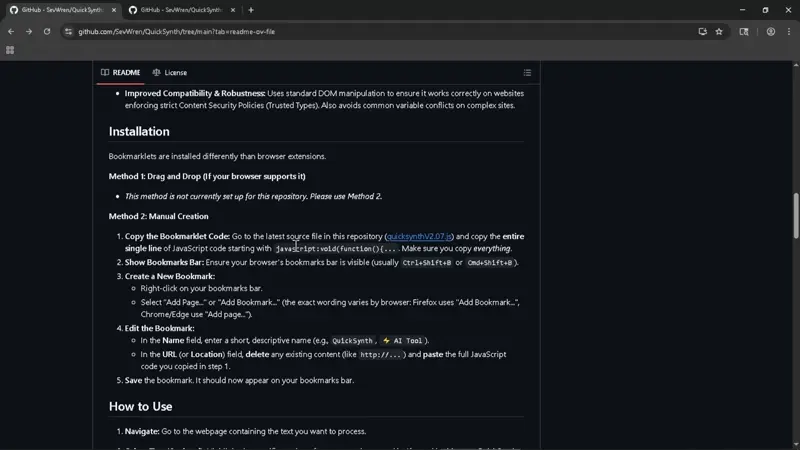 GitHub - SevWren/QuickSynth
GitHub - SevWren/QuickSynth
github.com/SevWren/QuickSynth/tree/main?tab=readme-ov-file
README
License
Improved Compatibility & Robustness: Uses standard DOM manipulation to ensure it works correctly on websites
enforcing strict Content Security Policies (Trusted Types). Also avoids common variable conflicts on complex sites.
Installation
Bookmarklets are installed differently than browser extensions.
Method 1: Drag and Drop (If your browser supports it)
This method is not currently set up for this repository. Please use Method 2.
Method 2: Manual Creation
1. Copy the Bookmarklet Code: Go to the latest source file in this repository (quicksynthV2.07.js) and copy the entire
single line of JavaScript code starting with javascript:void(function(){.... Make sure you copy everything.
2. Show Bookmarks Bar: Ensure your browser's bookmarks bar is visible (usually Ctrl+Shift+B or Cmd+Shift+B).
3. Create a New Bookmark:
Right-click on your bookmarks bar.
Select "Add Page..." or "Add Bookmark..." (the exact wording varies by browser: Firefox uses "Add Bookmark...",
Chrome/Edge use "Add page...").
4. Edit the Bookmark:
In the Name field, enter a short, descriptive name (e.g., QuickSynth, ⚡ AI Tool).
In the URL (or Location) field, delete any existing content (like http://...) and paste the full JavaScript
code you copied in step 1.
5. Save the bookmark. It should now appear on your bookmarks bar.
How to Use
1. Navigate: Go to the webpage containing the text you want to process.